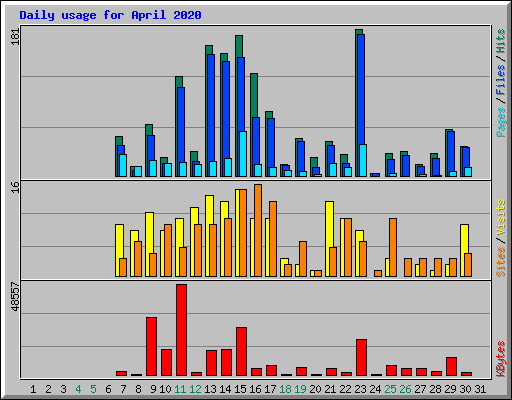 Daily usage for April 2020
181
Pages / Files / Hits
16
Sites / Visits
48557
KBytes
1 2 3 4 5 6 7 8 9 10 11 12 13 14 15 16 17 18 19 20 21 22 23 24 25 26 27 28 29 30 31